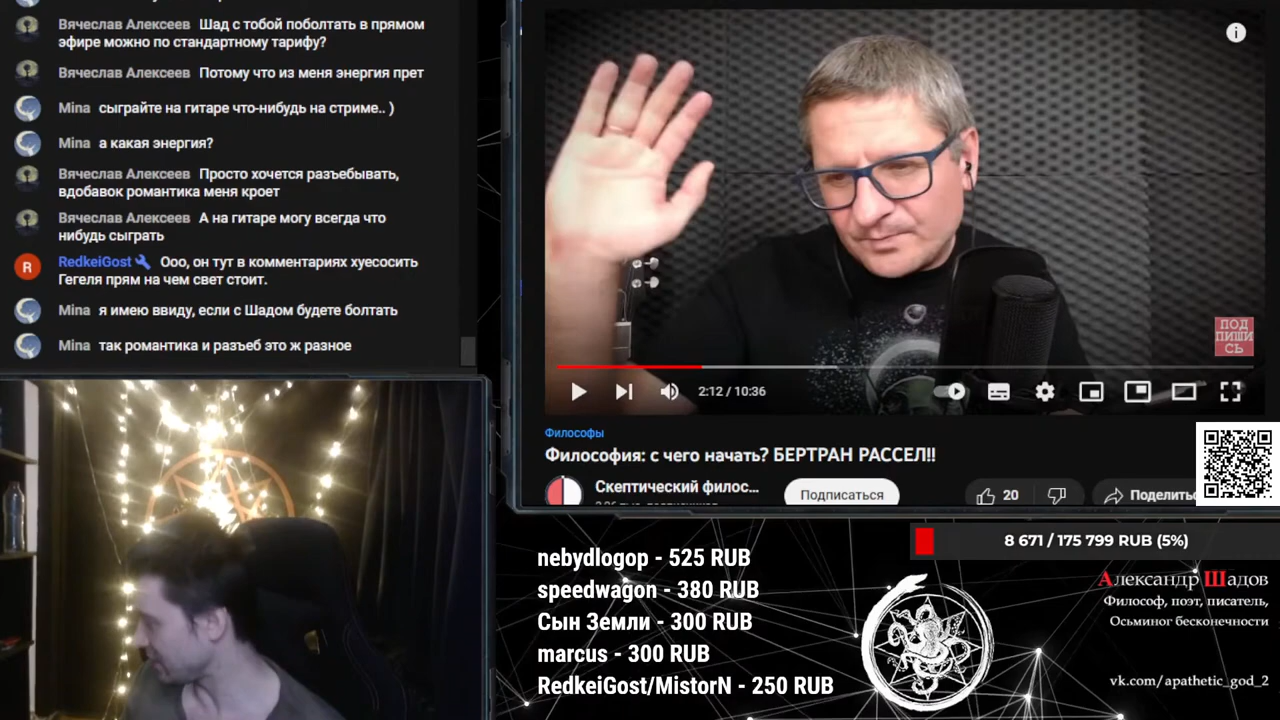 Вячеслав Алексеев Шад с тобой поболтать в прямом
эфире можно по стандартному тарифу?
Вячеслав Алексеев Потому что из меня энергия прет
Mina сыграйте на гитаре что-нибудь на стриме.. )
Mina а какая энергия?
Вячеслав Алексеев Просто хочется разъебывать,
вдобавок романтика меня кроет
Вячеслав Алексеев А на гитаре могу всегда что
нибудь сыграть
RedkeiGost Ооо, он тут в комментариях хуесосить
Гегеля прям на чем свет стоит.
Mina я имею ввиду, если с Шадом будете болтать
Mina так романтика и разъеб это ж разное
ПОД
ПИШИ
СЬ
2:12 / 10:36
Философы
Философия: с чего начать? БЕРТРАН РАССЕЛ!!
Скептический филос...
Подписаться
20
Поделить
nebydlogop - 525 RUB
speedwagon - 380 RUB
Сын Земли - 300 RUB
marcus - 300 RUB
RedkeiGost/MistorN - 250 RUB
8 671 / 175 799 RUB (5%)
Александр Шадов
Философ, поэт, писатель,
Осьминог бесконечности
vk.com/apathetic_god_2